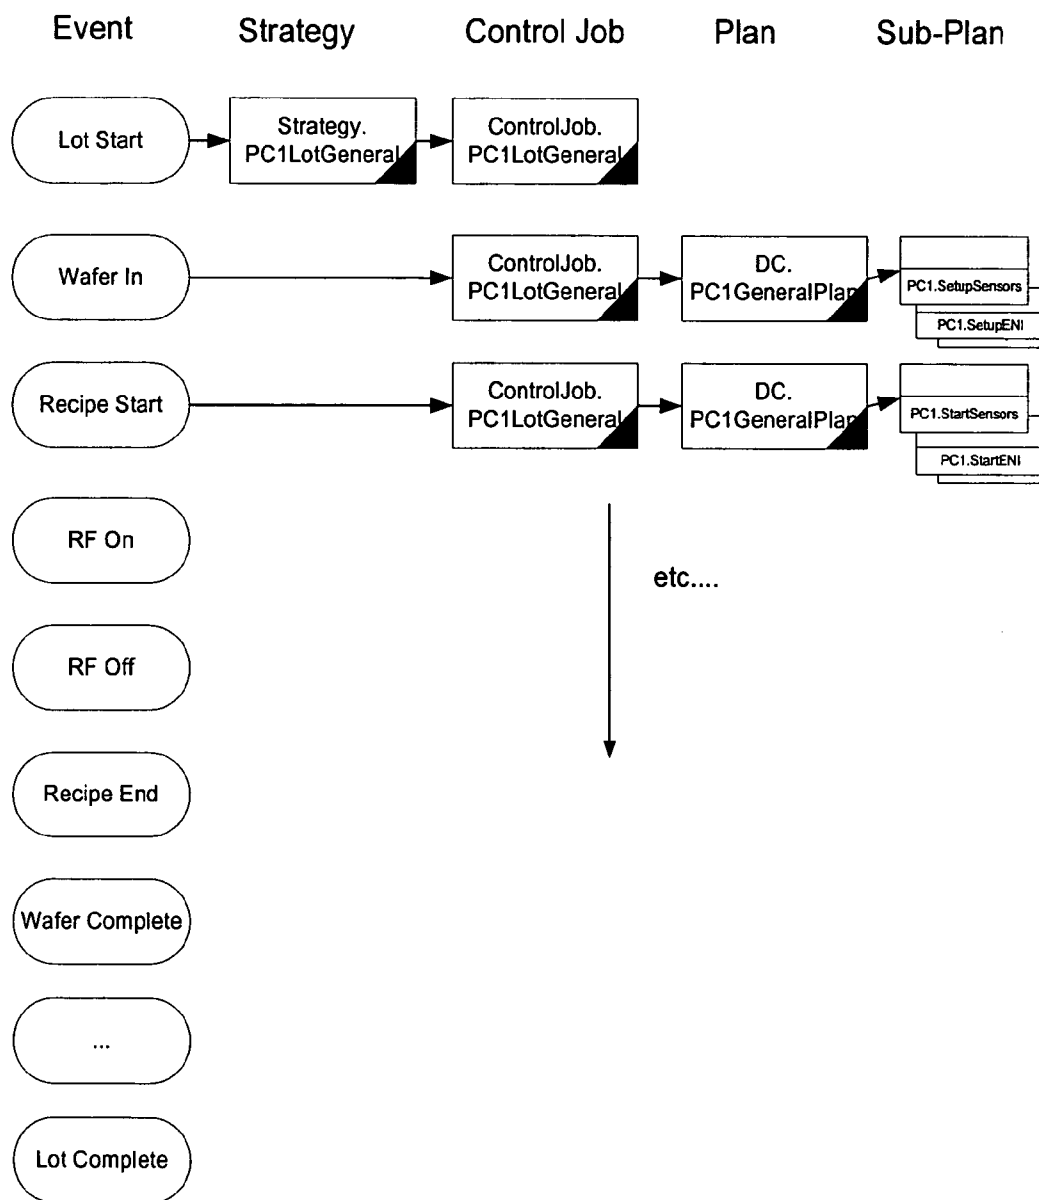 Event Strategy Control Job Plan Sub-Plan
Lot Start
Strategy.
PC1LotGeneral
ControlJob.
PC1LotGeneral
Wafer In
ControlJob.
PC1LotGeneral
DC.
PC1GeneralPlan
PC1.SetupSensors
PC1.SetupENI
Recipe Start
ControlJob.
PC1LotGeneral
DC.
PC1GeneralPlan
PC1.StartSensors
PC1.StartENI
RF On
etc....
RF Off
Recipe End
Wafer Complete
...
Lot Complete